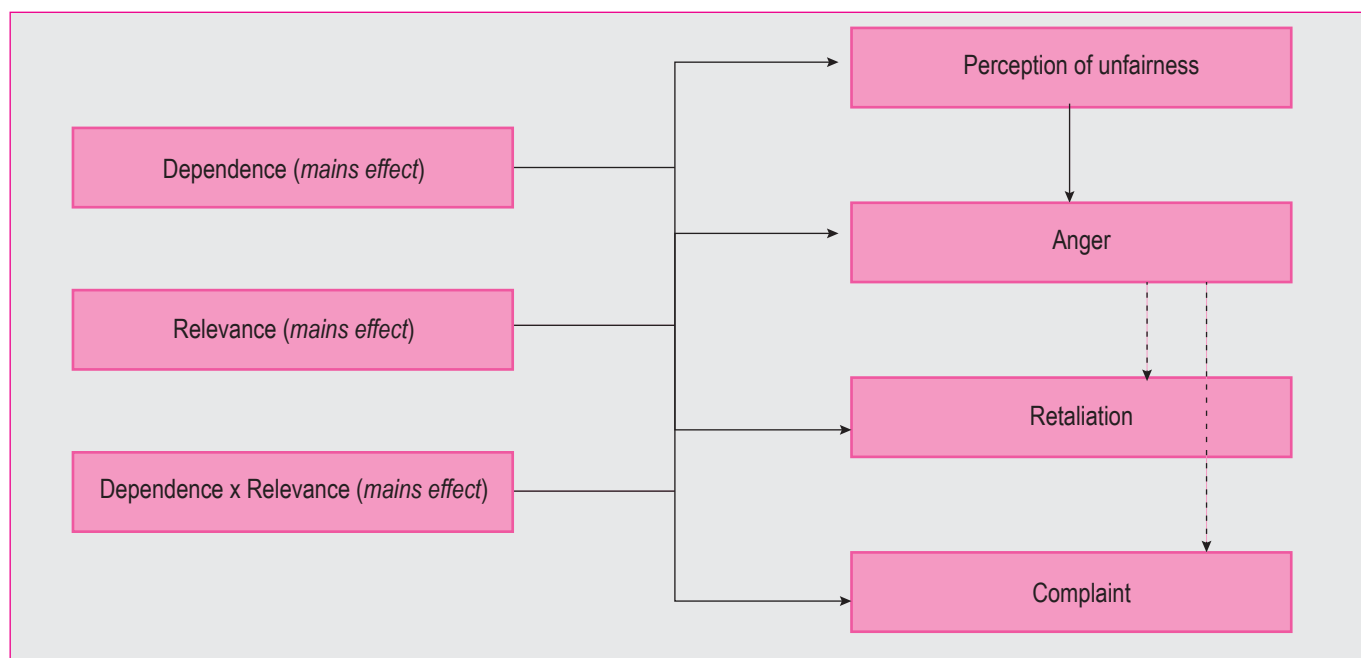 Perception of unfairness
Dependence (mains effect)
Anger
Relevance (mains effect)
Retaliation
Dependence x Relevance (mains effect)
Complaint